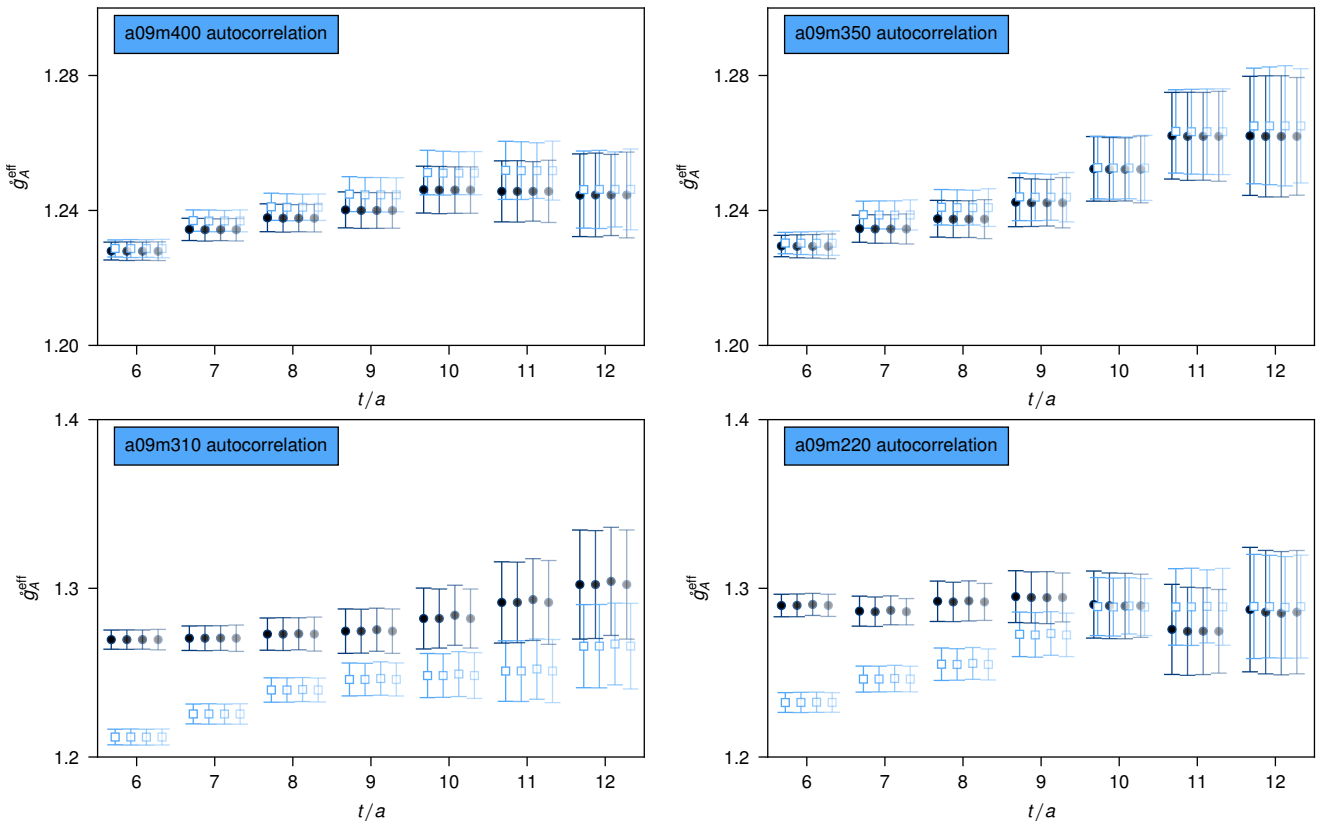 a09m400 autocorrelation
1.28
1.24
1.20
g̊_A^eff
6 7 8 9 10 11 12
t/a
a09m350 autocorrelation
1.28
1.24
1.20
g̊_A^eff
6 7 8 9 10 11 12
t/a
a09m310 autocorrelation
1.4
1.3
1.2
g̊_A^eff
6 7 8 9 10 11 12
t/a
a09m220 autocorrelation
1.4
1.3
1.2
g̊_A^eff
6 7 8 9 10 11 12
t/a